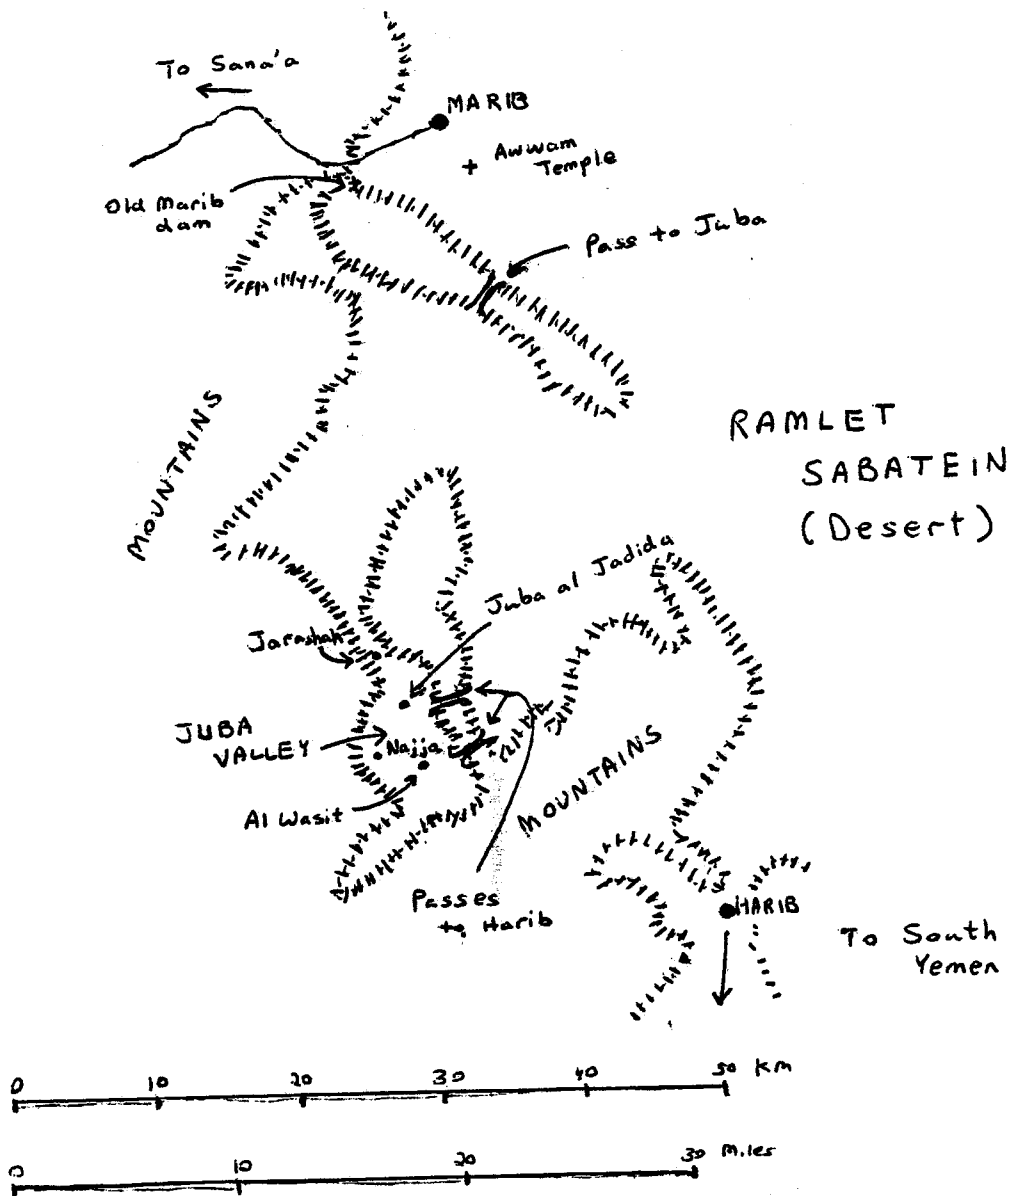 To Sana'a
MARIB
+ Awwam
Temple
Old Marib
dam
Pass to Juba
MOUNTAINS
RAMLET
SABATEIN
(Desert)
Juba al Jadida
Jarashah
JUBA
VALLEY
Najja
Al Wasit
MOUNTAINS
Passes
to Harib
HARIB
To South
Yemen
0 10 20 30 40 50 Km
0 10 20 30 Miles